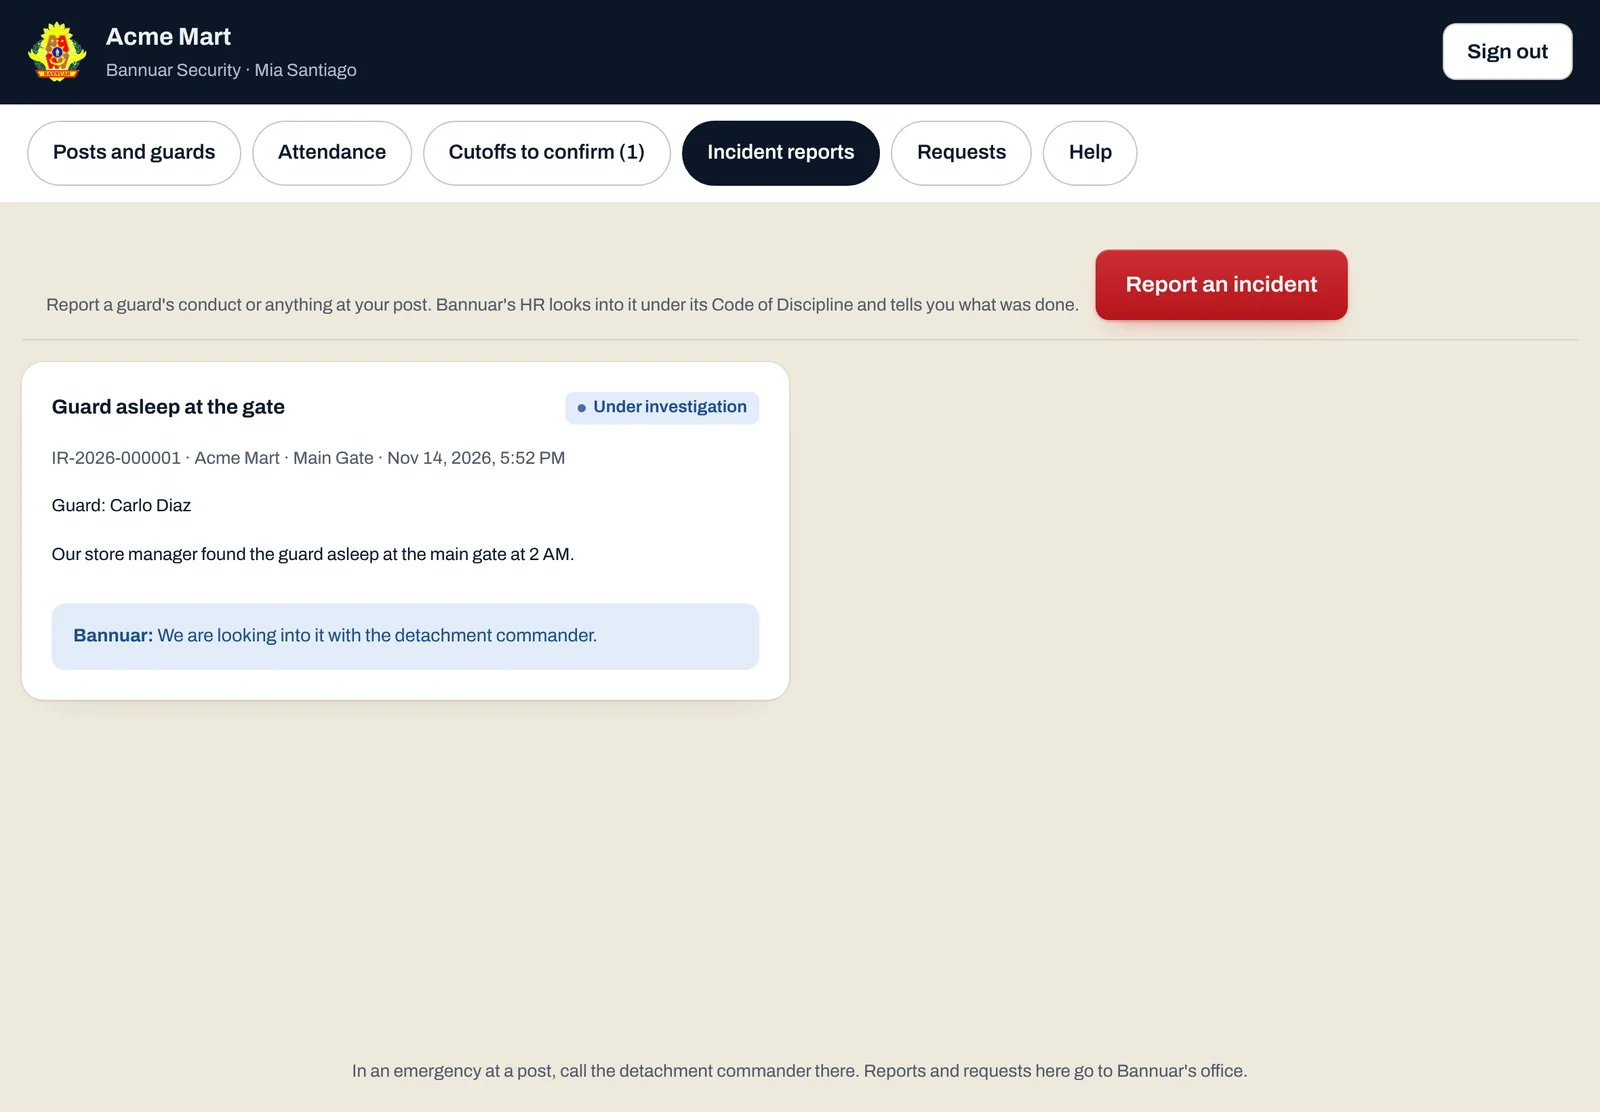 Acme Mart
Bannuar Security · Mia Santiago
Sign out
Posts and guards
Attendance
Cutoffs to confirm (1)
Incident reports
Requests
Help
Report a guard's conduct or anything at your post. Bannuar's HR looks into it under its Code of Discipline and tells you what was done.
Report an incident
Guard asleep at the gate
Under investigation
IR-2026-000001 · Acme Mart · Main Gate · Nov 14, 2026, 5:52 PM
Guard: Carlo Diaz
Our store manager found the guard asleep at the main gate at 2 AM.
Bannuar: We are looking into it with the detachment commander.
In an emergency at a post, call the detachment commander there. Reports and requests here go to Bannuar's office.